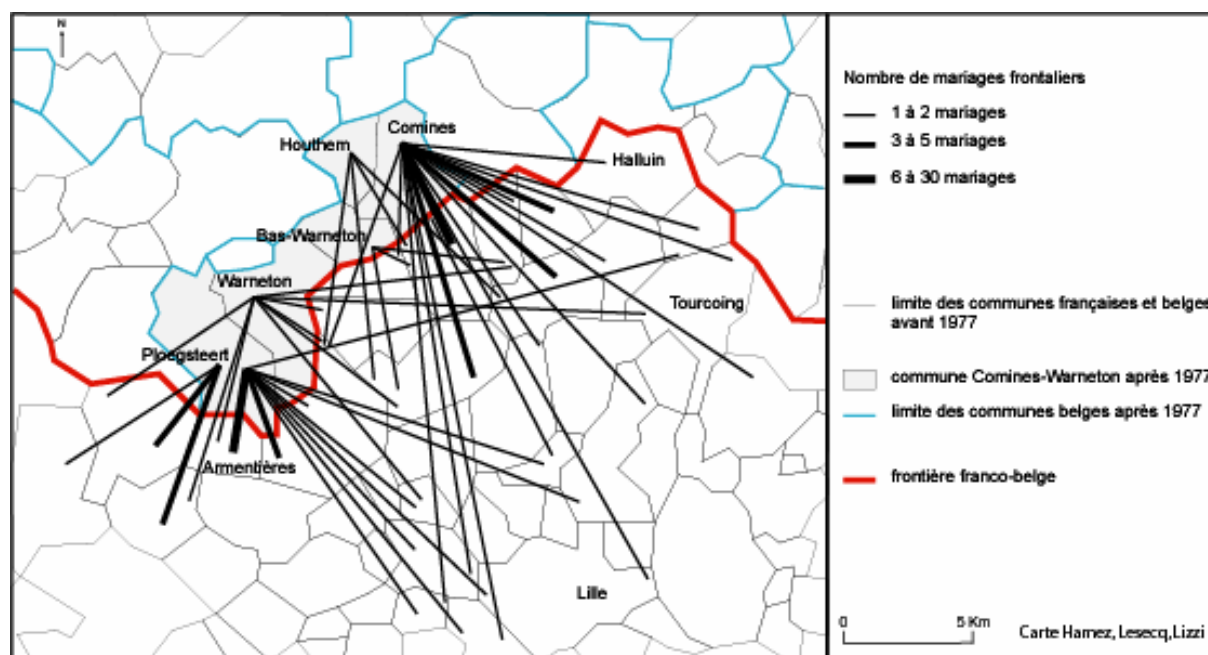 N
Comines
Houthem
Halluin
Bas-Warneton
Warneton
Tourcoing
Ploegsteert
Armentières
Lille
Nombre de mariages frontaliers
1 à 2 mariages
3 à 5 mariages
6 à 30 mariages
limite des communes françaises et belges
avant 1977
commune Comines-Warneton après 1977
limite des communes belges après 1977
frontière franco-belge
0 5 Km
Carte Hamez, Lesecq, Lizzi